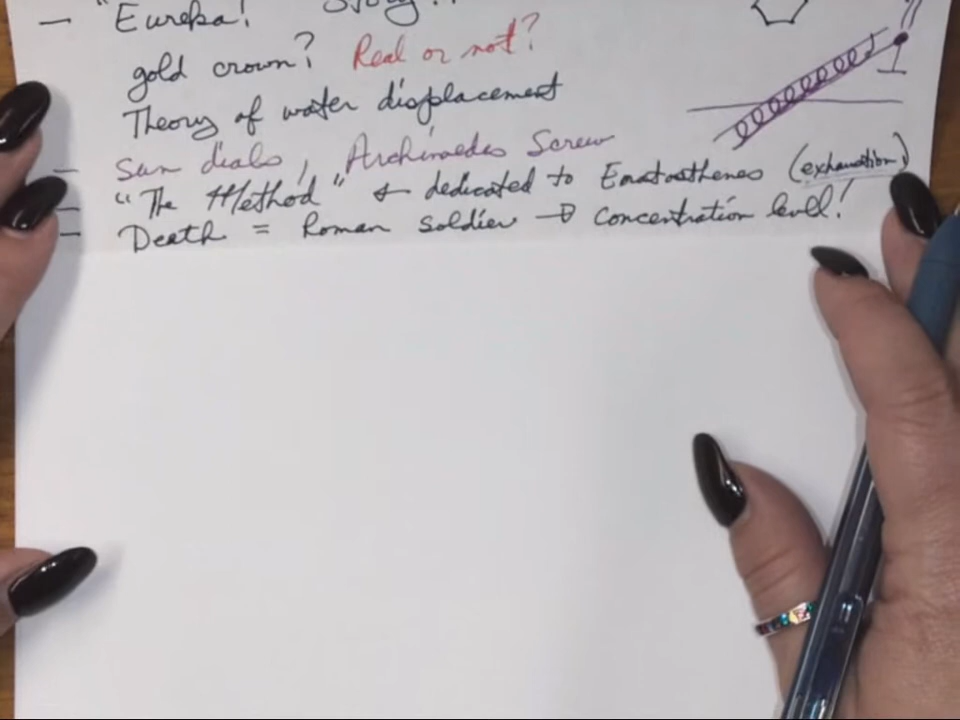 - "Eureka! Story!!
gold crown? Real or not?
Theory of water displacement
- Sun dials, Archimedes Screw
- "The Method" ← dedicated to Eratosthenes (exhaustion)
- Death = Roman soldier → Concentration level!